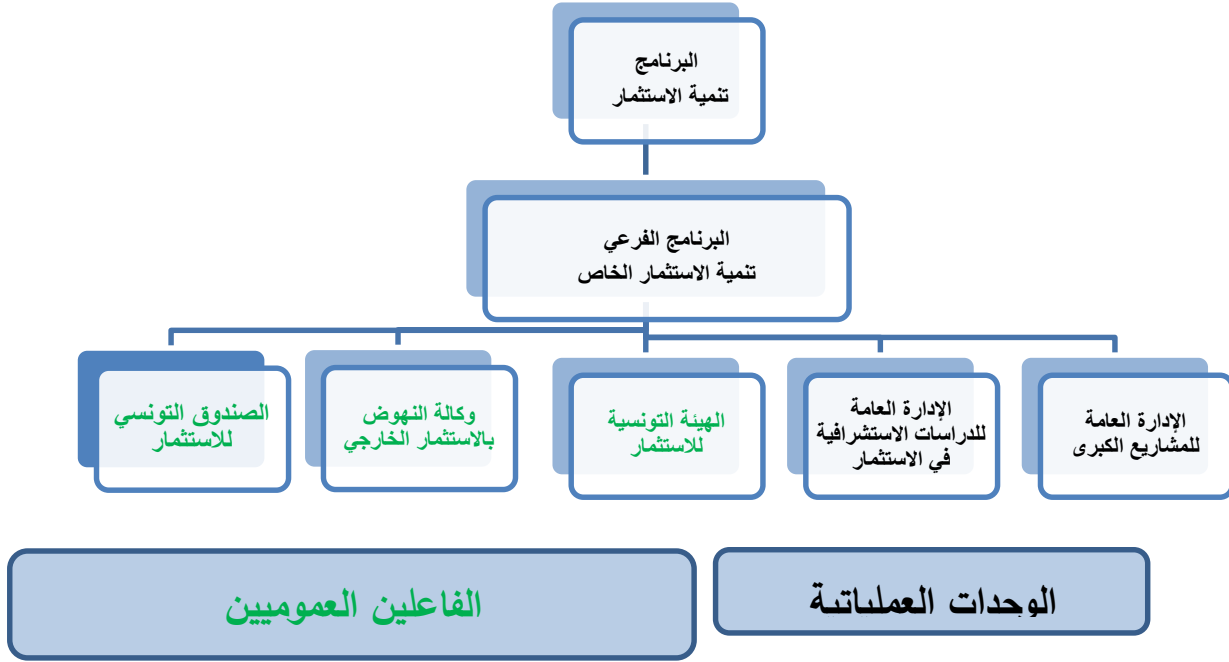 البرنامج
تنمية الاستثمار
البرنامج الفرعي
تنمية الاستثمار الخاص
الإدارة العامة
للمشاريع الكبرى
الإدارة العامة
للدراسات الاستشرافية
في الاستثمار
الهيئة التونسية
للاستثمار
وكالة النهوض
بالاستثمار الخارجي
الصندوق التونسي
للاستثمار
الوحدات العملياتية
الفاعلين العموميين